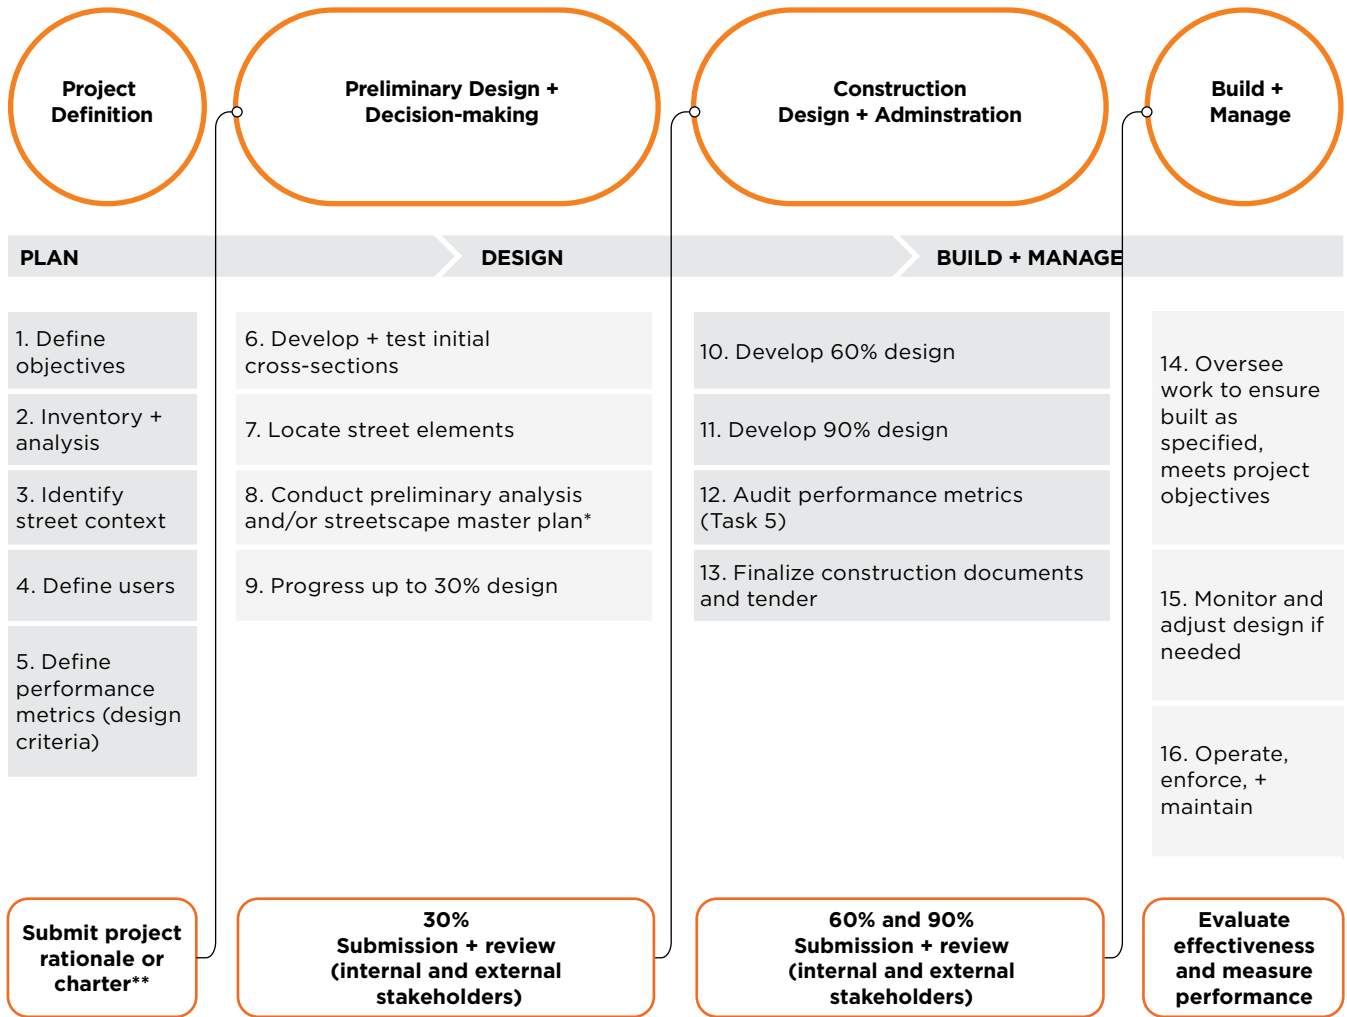 Project
Definition
Preliminary Design +
Decision-making
Construction
Design + Adminstration
Build +
Manage
PLAN
DESIGN
BUILD + MANAGE
1. Define
objectives
2. Inventory +
analysis
3. Identify
street context
4. Define users
5. Define
performance
metrics (design
criteria)
6. Develop + test initial
cross-sections
7. Locate street elements
8. Conduct preliminary analysis
and/or streetscape master plan*
9. Progress up to 30% design
10. Develop 60% design
11. Develop 90% design
12. Audit performance metrics
(Task 5)
13. Finalize construction documents
and tender
14. Oversee
work to ensure
built as
specified,
meets project
objectives
15. Monitor and
adjust design if
needed
16. Operate,
enforce, +
maintain
Submit project
rationale or
charter**
30%
Submission + review
(internal and external
stakeholders)
60% and 90%
Submission + review
(internal and external
stakeholders)
Evaluate
effectiveness
and measure
performance